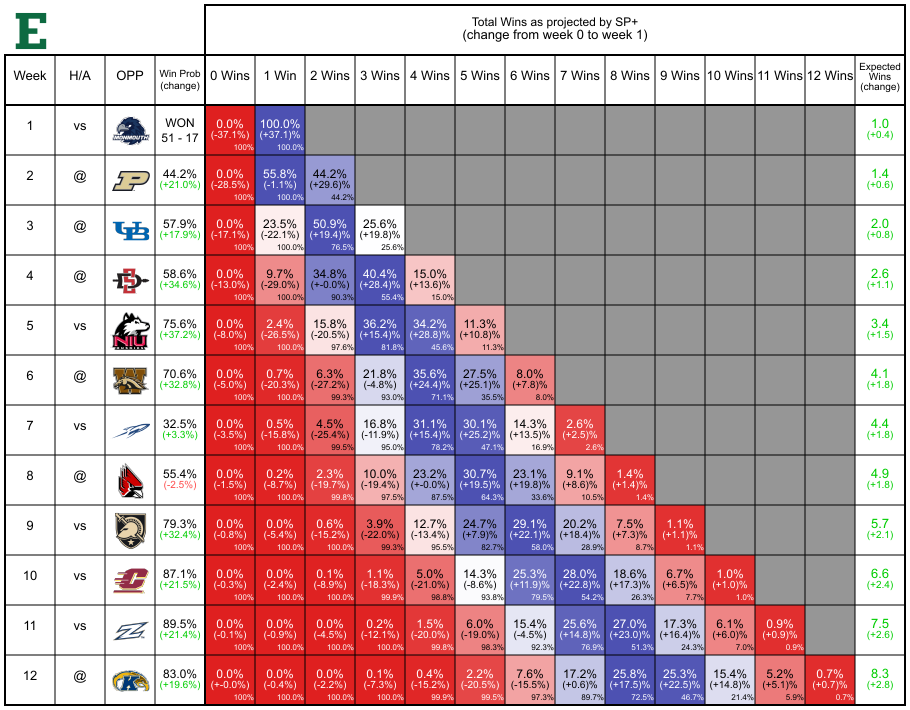 E
Total Wins as projected by SP+
(change from week 0 to week 1)
Week H/A OPP Win Prob (change) 0 Wins 1 Win 2 Wins 3 Wins 4 Wins 5 Wins 6 Wins 7 Wins 8 Wins 9 Wins 10 Wins 11 Wins 12 Wins Expected Wins (change)
1 vs MONMOUTH WON 0.0% 100.0% 1.0
51 - 17 (-37.1%) (+37.1)% (+0.4)
100% 100.0%
2 @ P 44.2% 0.0% 55.8% 44.2% 1.4
(+21.0%) (-28.5%) (-1.1%) (+29.6)% (+0.6)
100% 100.0% 44.2%
3 @ UB 57.9% 0.0% 23.5% 50.9% 25.6% 2.0
(+17.9%) (-17.1%) (-22.1%) (+19.4)% (+19.8)% (+0.8)
100% 100.0% 76.5% 25.6%
4 @ SD 58.6% 0.0% 9.7% 34.8% 40.4% 15.0% 2.6
(+34.6%) (-13.0%) (-29.0%) (+-0.0)% (+28.4)% (+13.6)% (+1.1)
100% 100.0% 90.3% 55.4% 15.0%
5 vs NIU 75.6% 0.0% 2.4% 15.8% 36.2% 34.2% 11.3% 3.4
(+37.2%) (-8.0%) (-26.5%) (-20.5%) (+15.4)% (+28.8)% (+10.8)% (+1.5)
100% 100.0% 97.6% 81.8% 45.6% 11.3%
6 @ W 70.6% 0.0% 0.7% 6.3% 21.8% 35.6% 27.5% 8.0% 4.1
(+32.8%) (-5.0%) (-20.3%) (-27.2%) (-4.8%) (+24.4)% (+25.1)% (+7.8)% (+1.8)
100% 100.0% 99.3% 93.0% 71.1% 35.5% 8.0%
7 vs 32.5% 0.0% 0.5% 4.5% 16.8% 31.1% 30.1% 14.3% 2.6% 4.4
(+3.3%) (-3.5%) (-15.8%) (-25.4%) (-11.9%) (+15.4)% (+25.2)% (+13.5)% (+2.5)% (+1.8)
100% 100.0% 99.5% 95.0% 78.2% 47.1% 16.9% 2.6%
8 @ 55.4% 0.0% 0.2% 2.3% 10.0% 23.2% 30.7% 23.1% 9.1% 1.4% 4.9
(-2.5%) (-1.5%) (-8.7%) (-19.7%) (-19.4%) (+-0.0)% (+19.5)% (+19.8)% (+8.6)% (+1.4)% (+1.8)
100% 100.0% 99.8% 97.5% 87.5% 64.3% 33.6% 10.5% 1.4%
9 vs 79.3% 0.0% 0.0% 0.6% 3.9% 12.7% 24.7% 29.1% 20.2% 7.5% 1.1% 5.7
(+32.4%) (-0.8%) (-5.4%) (-15.2%) (-22.0%) (-13.4%) (+7.9)% (+22.1)% (+18.4)% (+7.3)% (+1.1)% (+2.1)
100% 100.0% 100.0% 99.3% 95.5% 82.7% 58.0% 28.9% 8.7% 1.1%
10 vs C 87.1% 0.0% 0.0% 0.1% 1.1% 5.0% 14.3% 25.3% 28.0% 18.6% 6.7% 1.0% 6.6
(+21.5%) (-0.3%) (-2.4%) (-8.9%) (-18.3%) (-21.0%) (-8.6%) (+11.9)% (+22.8)% (+17.3)% (+6.5)% (+1.0)% (+2.4)
100% 100.0% 100.0% 99.9% 98.8% 93.8% 79.5% 54.2% 26.3% 7.7% 1.0%
11 vs Z 89.5% 0.0% 0.0% 0.0% 0.2% 1.5% 6.0% 15.4% 25.6% 27.0% 17.3% 6.1% 0.9% 7.5
(+21.4%) (-0.1%) (-0.9%) (-4.5%) (-12.1%) (-20.0%) (-19.0%) (-4.5%) (+14.8)% (+23.0)% (+16.4)% (+6.0)% (+0.9)% (+2.6)
100% 100.0% 100.0% 100.0% 99.8% 98.3% 92.3% 76.9% 51.3% 24.3% 7.0% 0.9%
12 @ K 83.0% 0.0% 0.0% 0.0% 0.1% 0.4% 2.2% 7.6% 17.2% 25.8% 25.3% 15.4% 5.2% 0.7% 8.3
(+19.6%) (+-0.0%) (-0.4%) (-2.2%) (-7.3%) (-15.2%) (-20.5%) (-15.5%) (+0.6)% (+17.5)% (+22.5)% (+14.8)% (+5.1)% (+0.7)% (+2.8)
100% 100.0% 100.0% 100.0% 99.9% 99.5% 97.3% 89.7% 72.5% 46.7% 21.4% 5.9% 0.7%